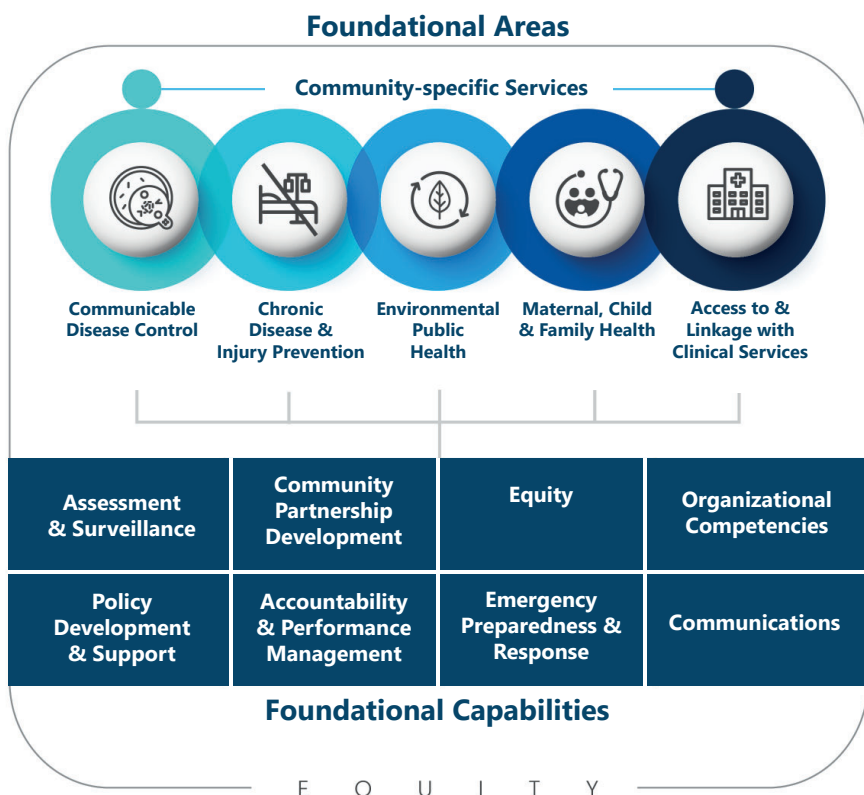 Foundational Areas
Community-specific Services
Communicable
Disease Control
Chronic
Disease &
Injury Prevention
Environmental
Public
Health
Maternal, Child
& Family Health
Access to &
Linkage with
Clinical Services
Assessment
& Surveillance
Community
Partnership
Development
Equity
Organizational
Competencies
Policy
Development
& Support
Accountability
& Performance
Management
Emergency
Preparedness &
Response
Communications
Foundational Capabilities
EQUITY